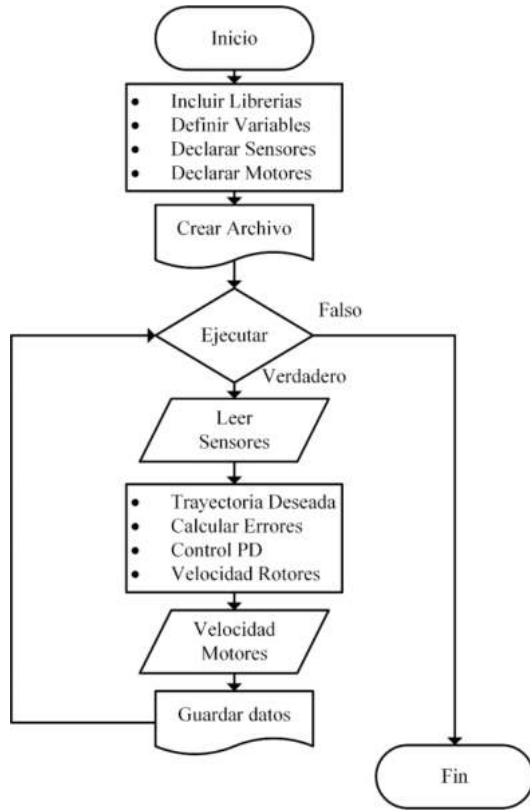 Inicio
• Incluir Librerias
• Definir Variables
• Declarar Sensores
• Declarar Motores
Crear Archivo
Falso
Ejecutar
Verdadero
Leer
Sensores
• Trayectoria Deseada
• Calcular Errores
• Control PD
• Velocidad Rotores
Velocidad
Motores
Guardar datos
Fin